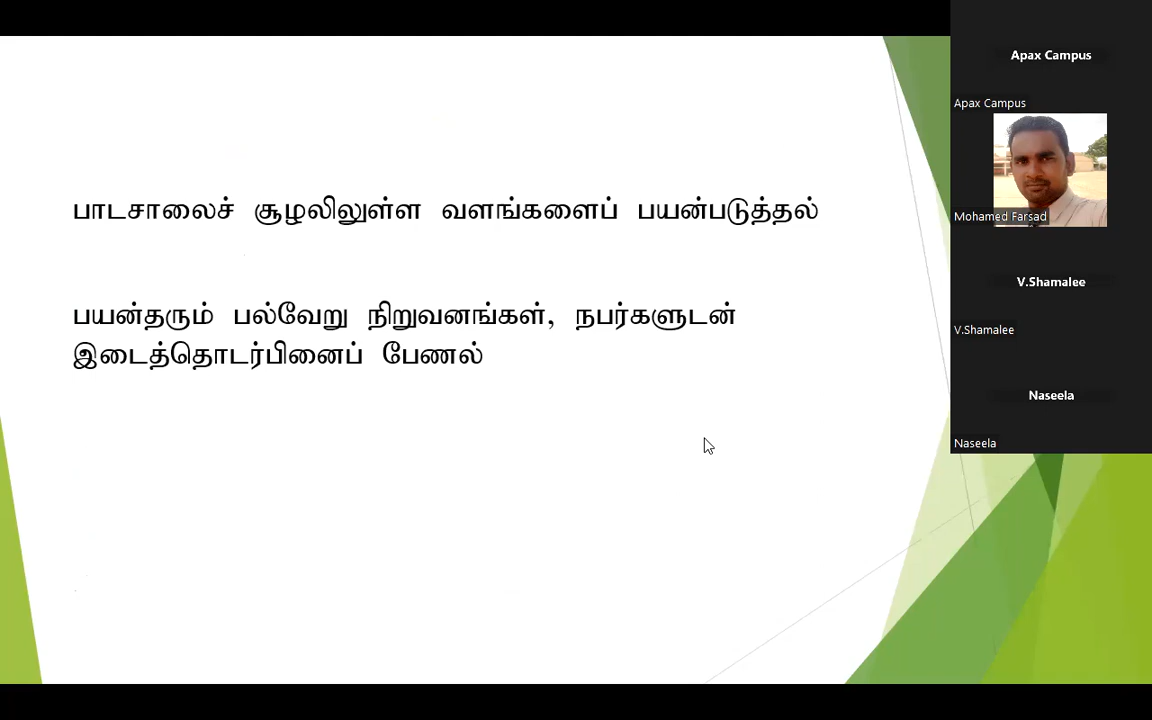 பாடசாலைச் சூழலிலுள்ள வளங்களைப் பயன்படுத்தல்
பயன்தரும் பல்வேறு நிறுவனங்கள், நபர்களுடன்
இடைத்தொடர்பினைப் பேணல்
Apax Campus
Apax Campus
Mohamed Farsad
V.Shamalee
V.Shamalee
Naseela
Naseela